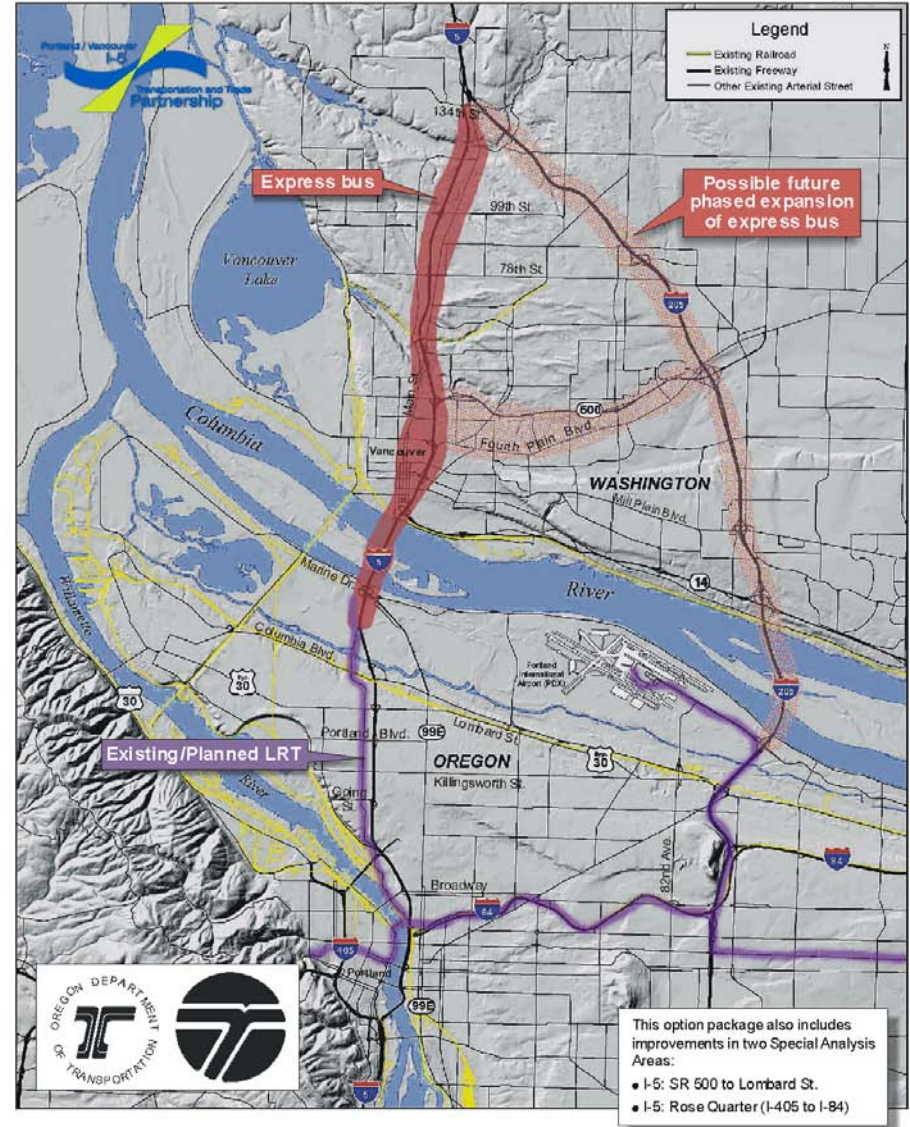 Portland / Vancouver
I-5
Transportation and Trade
Partnership
Legend
N
Existing Railroad
Existing Freeway
Other Existing Arterial Street
5
134th St.
Express bus
Possible future
phased expansion
of express bus
99th St.
78th St.
Vancouver
Lake
205
Main St.
500
Fourth Plain Blvd.
Columbia
Vancouver
WASHINGTON
Mill Plain Blvd.
5
Marine Dr.
River
14
Willamette
Columbia Blvd.
Portland
International
Airport (PDX)
205
30
30
Portland Blvd.
99E
Lombard St.
30
Existing/Planned LRT
OREGON
Killingsworth St.
River
Going
St.
82nd Ave.
84
Broadway
84
405
Portland
99E
5
OREGON DEPARTMENT
OF TRANSPORTATION
This option package also includes
improvements in two Special Analysis
Areas:
• I-5: SR 500 to Lombard St.
• I-5: Rose Quarter (I-405 to I-84)